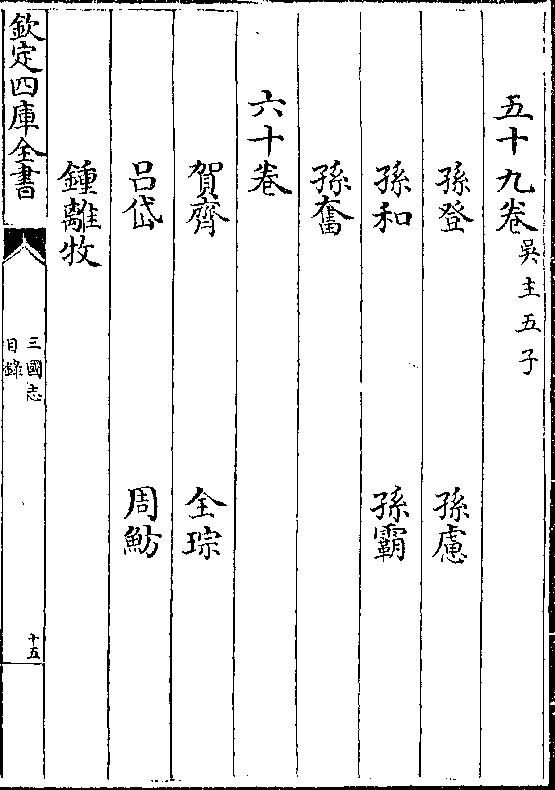 五十九卷吳主五子
孫登　孫慮
孫和　孫霸
孫奮
六十卷
賀齊　全琮
呂岱　周魴
鍾離牧
欽定四庫全書
三國志
目錄
十五